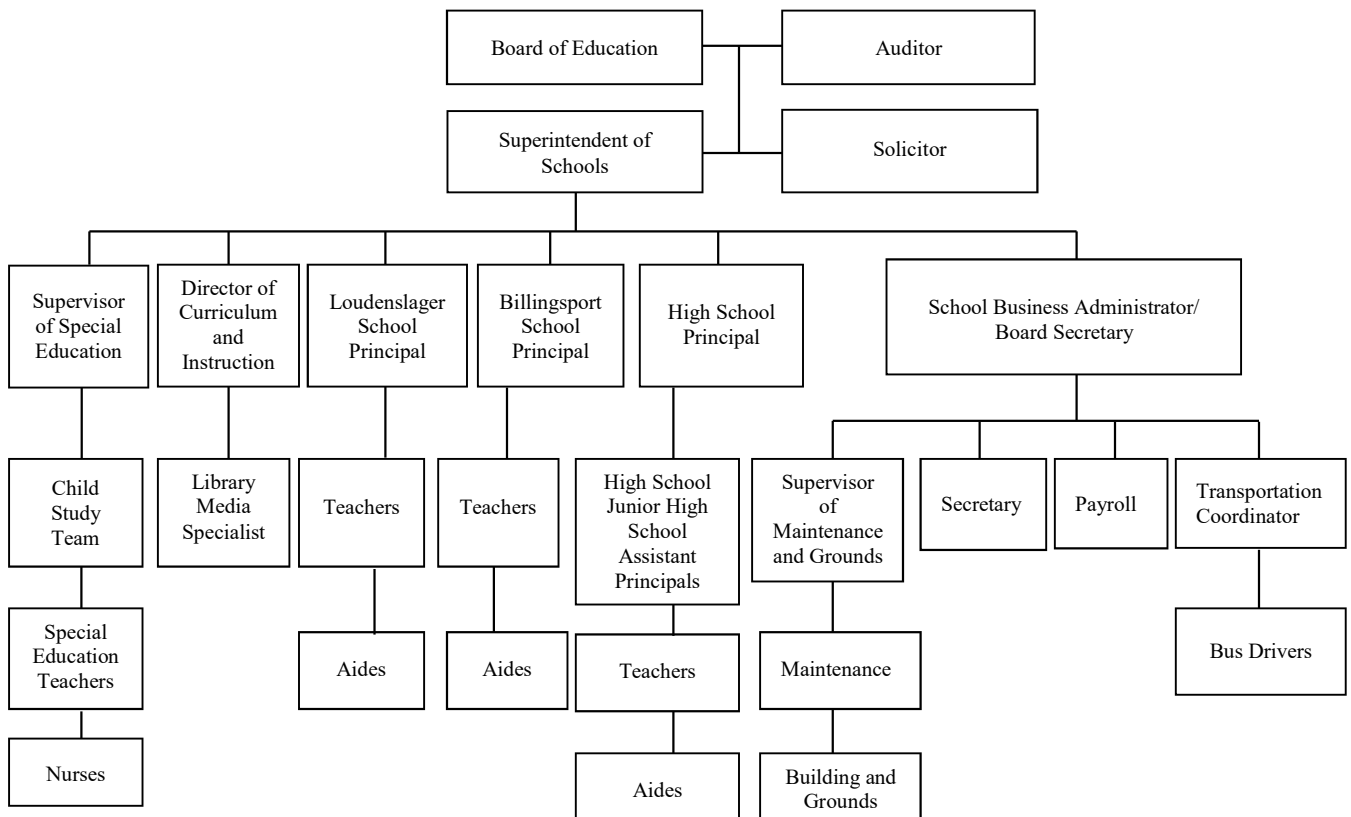 Board of Education
Auditor
Superintendent of
Schools
Solicitor
Supervisor
of Special
Education
Director of
Curriculum
and
Instruction
Loudenslager
School
Principal
Billingsport
School
Principal
High School
Principal
School Business Administrator/
Board Secretary
Child
Study
Team
Library
Media
Specialist
Teachers
Teachers
High School
Junior High
School
Assistant
Principals
Supervisor
of
Maintenance
and Grounds
Secretary
Payroll
Transportation
Coordinator
Special
Education
Teachers
Aides
Aides
Teachers
Maintenance
Bus Drivers
Nurses
Aides
Building and
Grounds